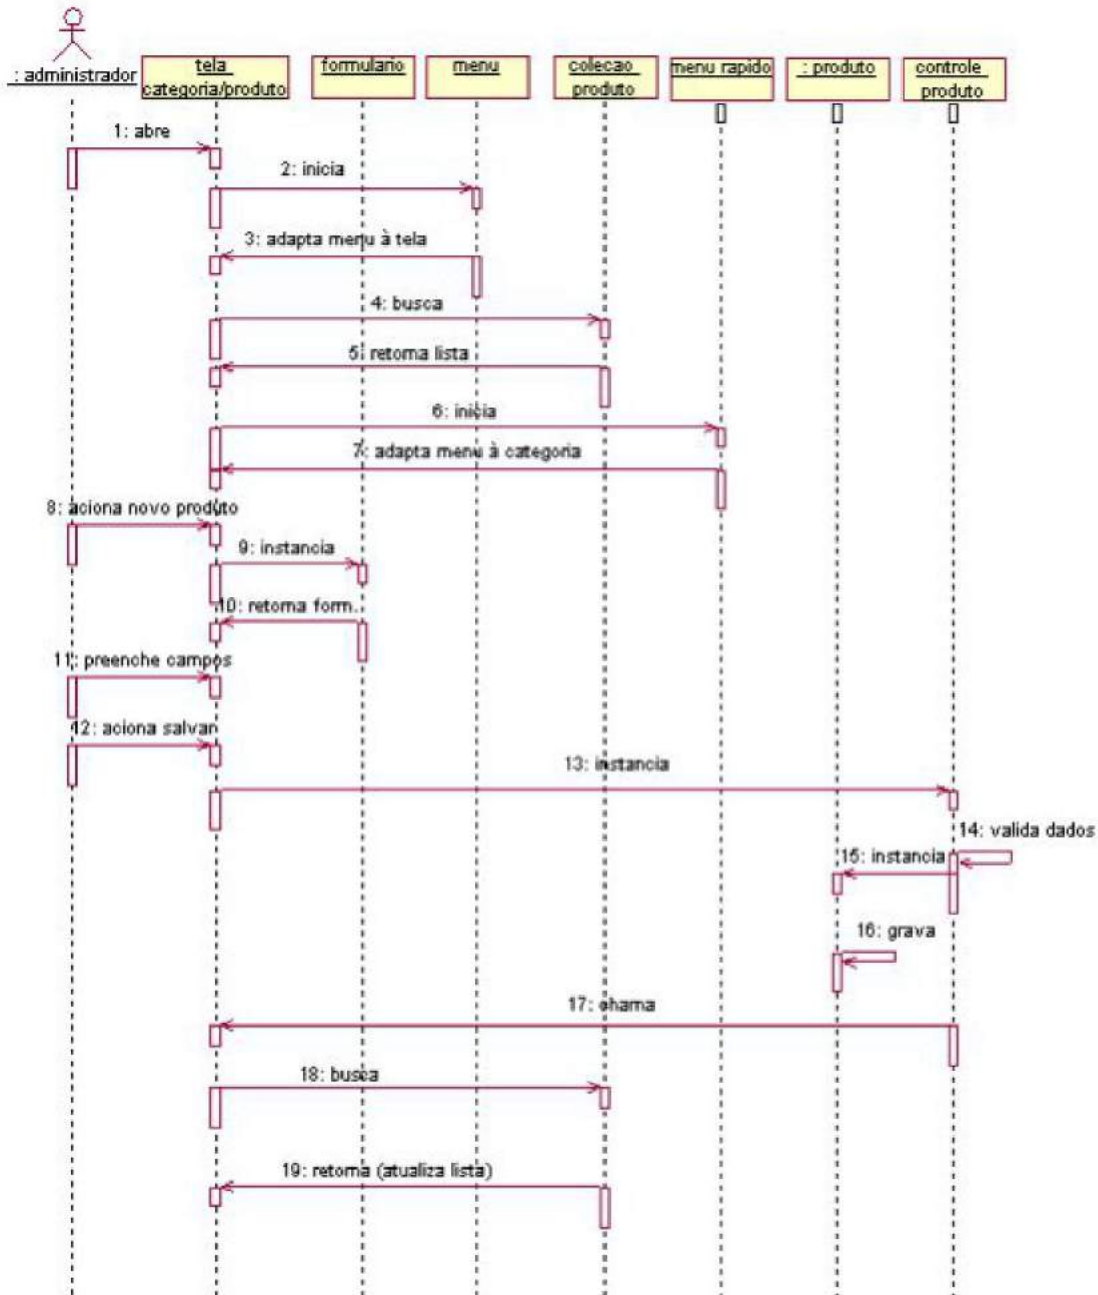 : administrador
tela
categoria/produto
formulario
menu
colecao
produto
menu rapido
: produto
controle
produto
1: abre
2: inicia
3: adapta menu à tela
4: busca
5: retorna lista
6: inicia
7: adapta menu à categoria
8: aciona novo produto
9: instancia
10: retorna form.
11: preenche campos
12: aciona salvar
13: instancia
14: valida dados
15: instancia
16: grava
17: chama
18: busca
19: retorna (atualiza lista)